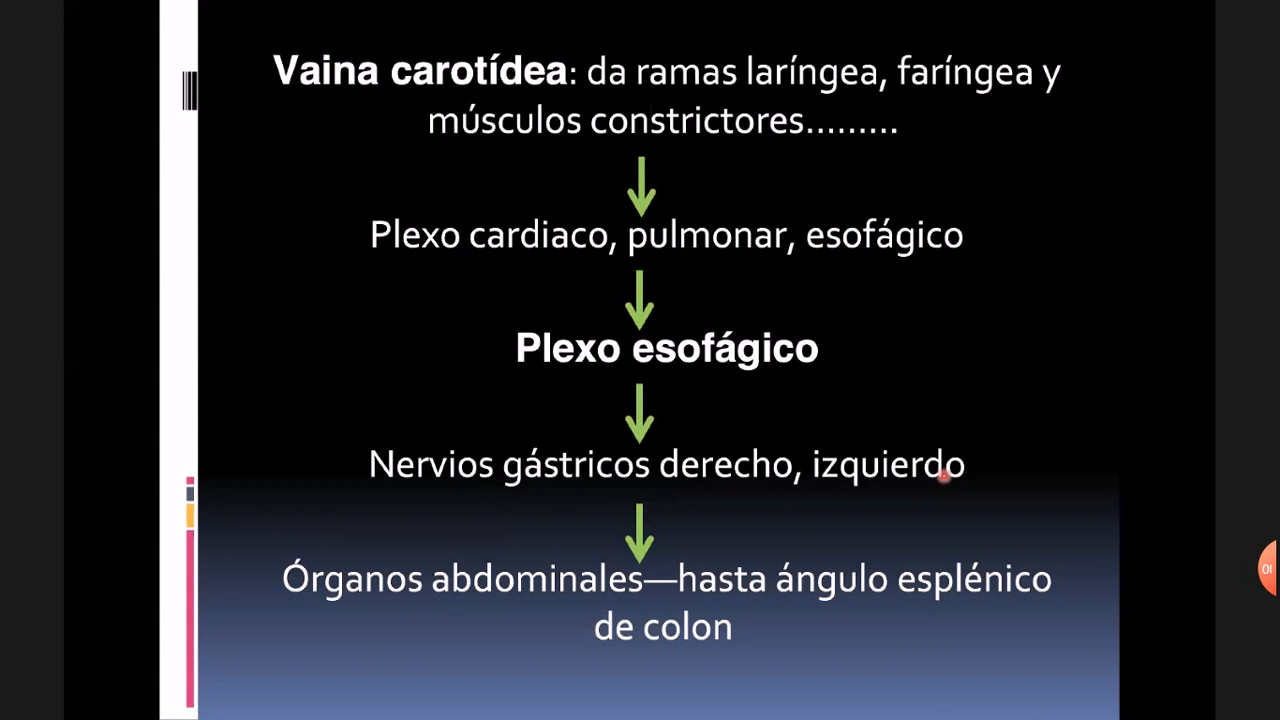 Vaina carotídea: da ramas laríngea, faríngea y
músculos constrictores.........
Plexo cardiaco, pulmonar, esofágico
Plexo esofágico
Nervios gástricos derecho, izquierdo
Órganos abdominales—hasta ángulo esplénico
de colon